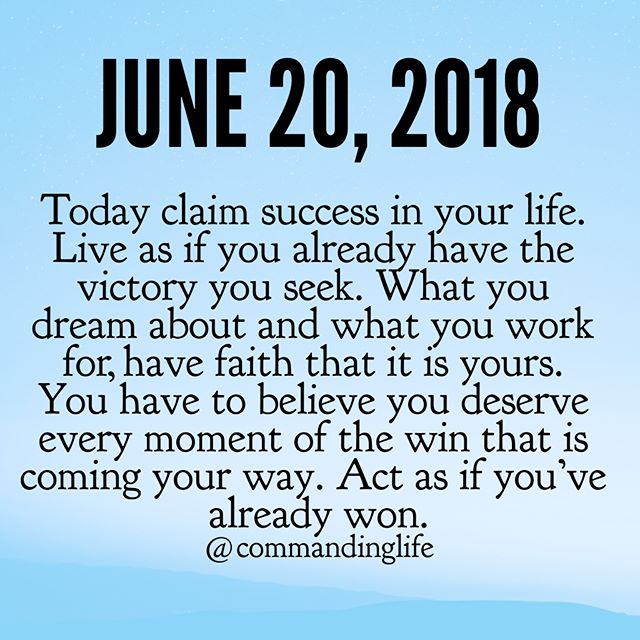 JUNE 20, 2018
Today claim success in your life.
Live as if you already have the
victory you seek. What you
dream about and what you work
for, have faith that it is yours.
You have to believe you deserve
every moment of the win that is
coming your way. Act as if you've
already won.
@commandinglife